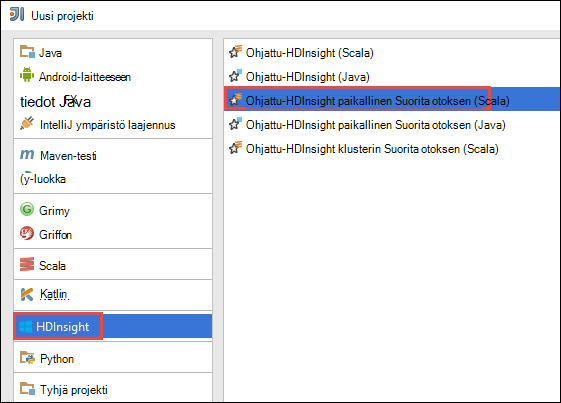 Uusi projekti
Java
Android-laitteeseen
tiedot Java FX
IntelliJ ympäristö laajennus
Maven-testi
(y-luokka
Grimy
Griffon
Scala
Katlin
HDInsight
Python
Tyhjä projekti
Ohjattu-HDInsight (Scala)
Ohjattu-HDInsight (Java)
Ohjattu-HDInsight paikallinen Suorita otoksen (Scala)
Ohjattu-HDInsight paikallinen Suorita otoksen (Java)
Ohjattu-HDInsight klusterin Suorita otoksen (Scala)